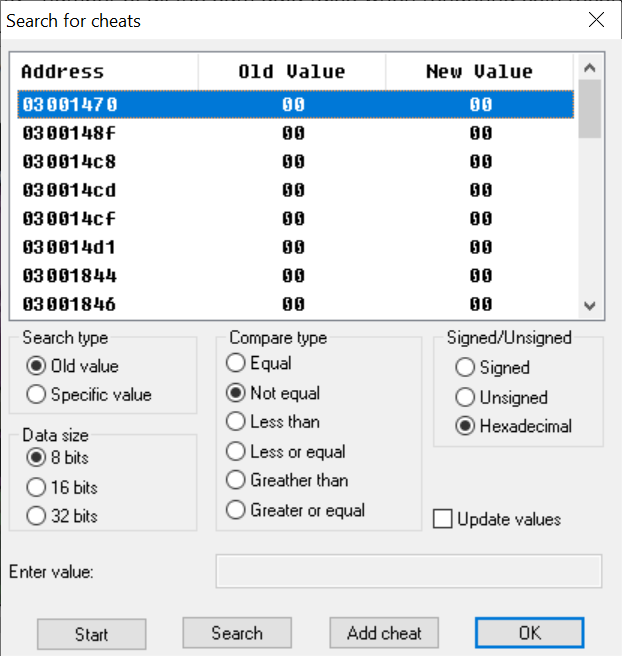 Search for cheats
Address Old Value New Value
03001470 00 00
0300148f 00 00
030014c8 00 00
030014cd 00 00
030014cf 00 00
030014d1 00 00
03001844 00 00
03001846 00 00
Search type
Old value
Specific value
Data size
8 bits
16 bits
32 bits
Compare type
Equal
Not equal
Less than
Less or equal
Greather than
Greater or equal
Signed/Unsigned
Signed
Unsigned
Hexadecimal
Update values
Enter value:
Start Search Add cheat OK